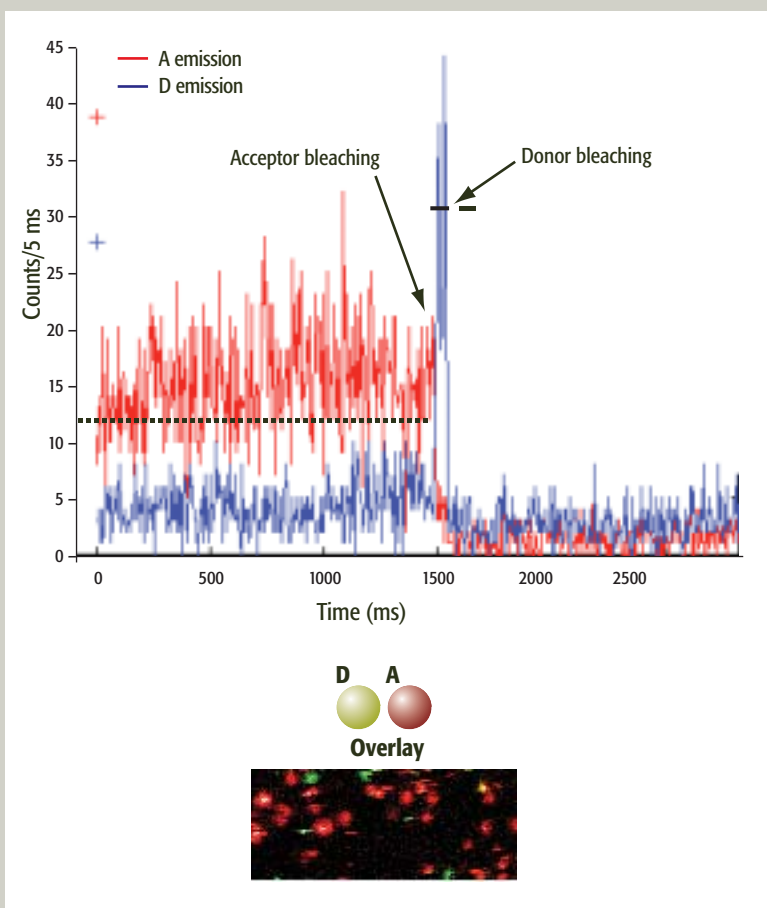 45
A emission
D emission
40
35
Acceptor bleaching
Donor bleaching
30
25
Counts/5 ms
20
15
10
5
0
0 500 1000 1500 2000 2500
Time (ms)
D A
Overlay